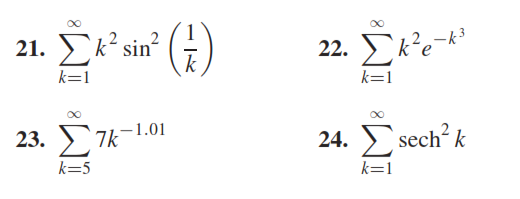 21. ∑_{k=1}^{∞} k² sin² (1/k) 22. ∑_{k=1}^{∞} k²e^{−k³}
23. ∑_{k=5}^{∞} 7k^{−1.01} 24. ∑_{k=1}^{∞} sech² k